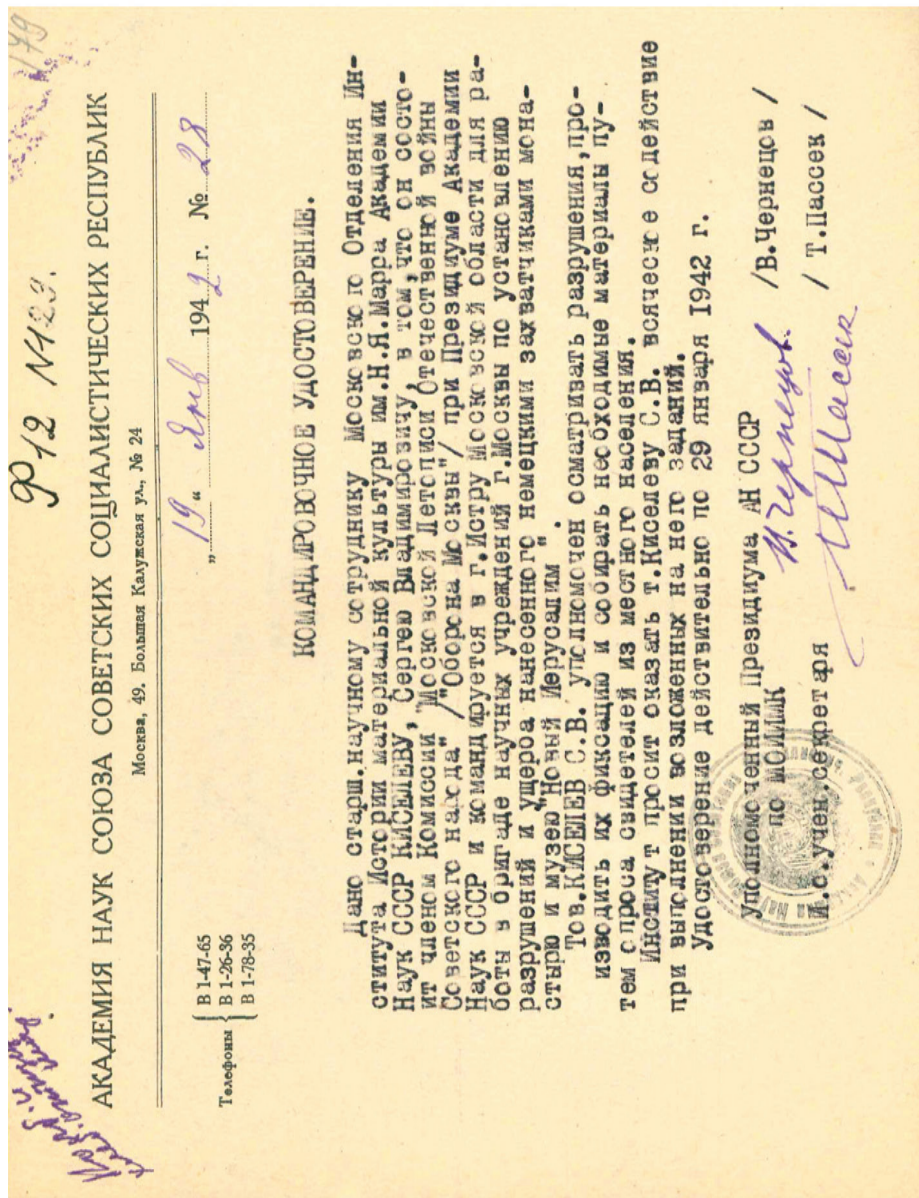 Ф 12 N 129.
179
АКАДЕМИЯ НАУК СОЮЗА СОВЕТСКИХ СОЦИАЛИСТИЧЕСКИХ РЕСПУБЛИК
Москва, 49. Большая Калужская ул., № 24
Телефоны { В 1-47-65
В 1-26-36
В 1-78-35
„19“ Янв 1942 г. № 28
КОМАНДИРОВОЧНОЕ УДОСТОВЕРЕНИЕ.
Дано старш.научному сотруднику Московского Отделения Ин-
ститута Истории материальной культуры им.Н.Я.Марра Академии
Наук СССР КИСЕЛЕВУ, Сергею Владимировичу, в том,что он состо-
ит членом Комиссии "Московской Летописи Отечественной войны
Советского народа" /"Оборона Москвы"/ при Президиуме Академии
Наук СССР и командируется в г.Истру Московской области для ра-
боты в бригаде научных учреждений г.Москвы по установлению
разрушений и ущерба нанесенного немецкими захватчиками мона-
стырю и музею "Новый Иерусалим".
Тов.КИСЕЛЕВ С.В. уполномочен осматривать разрушения,про-
изводить их фиксацию и собирать необходимые материалы пу-
тем опроса свидетелей из местного населения.
Институт просит оказать т.Киселеву С.В. всяческое содействие
при выполнении возложенных на него заданий.
Удостоверение действительно по 29 января 1942 г.
Уполномоченный Президиума АН СССР
по МОИИМК В.Чернецов. /В.Чернецов /
И.о.учен.секретаря Т Пассек / Т.Пассек /